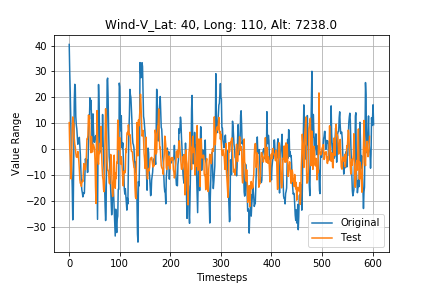 Wind-V_Lat: 40, Long: 110, Alt: 7238.0
Value Range
40
30
20
10
0
−10
−20
−30
0 100 200 300 400 500 600
Timesteps
Original
Test